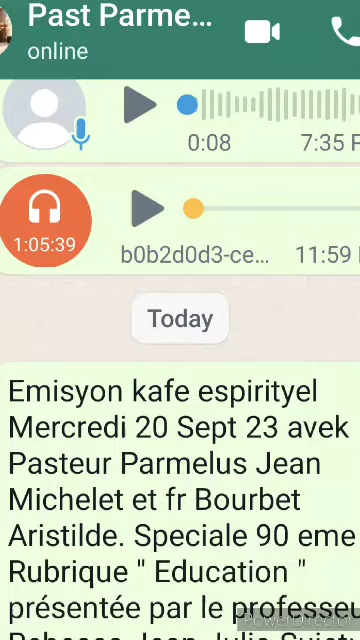 Past Parme...
online
0:08
7:35 P
1:05:39
b0b2d0d3-ce...
11:59
Today
Emisyon kafe espirityel
Mercredi 20 Sept 23 avek
Pasteur Parmelus Jean
Michelet et fr Bourbet
Aristilde. Speciale 90 eme
Rubrique " Education "
présentée par le professeu
PowerDirector